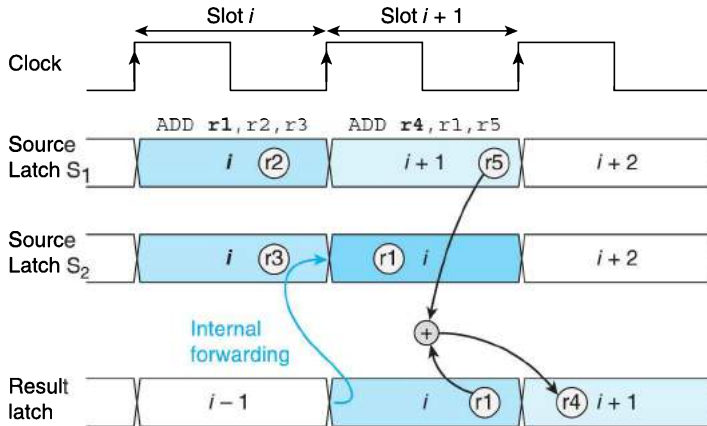 Slot i Slot i + 1
Clock
ADD r1,r2,r3 ADD r4,r1,r5
Source
Latch S1
i r2 i + 1 r5 i + 2
Source
Latch S2
i r3 r1 i i + 2
Internal
forwarding
+
Result
latch
i − 1 i r1 r4 i + 1